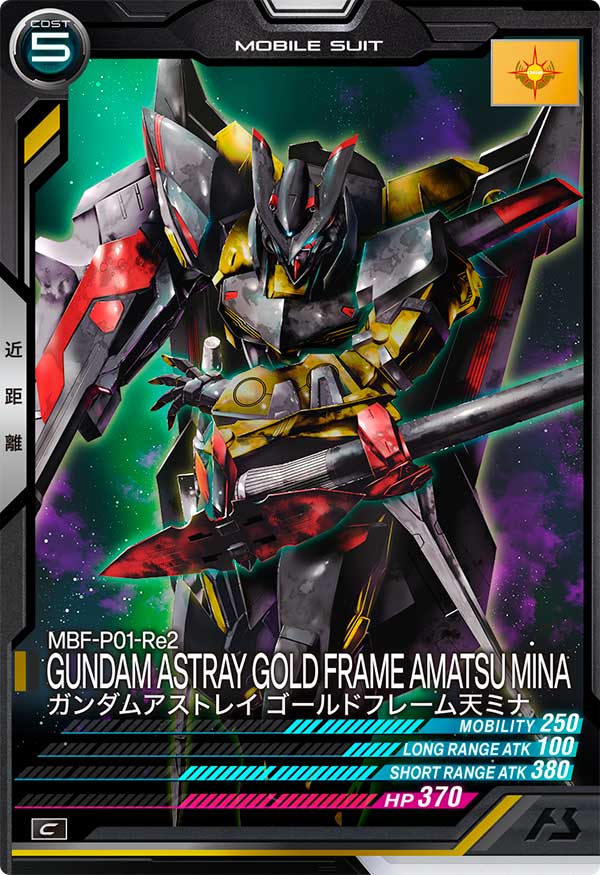 COST
5
MOBILE SUIT
近距離
MBF-P01-Re2
GUNDAM ASTRAY GOLD FRAME AMATSU MINA
ガンダムアストレイ ゴールドフレーム天ミナ
MOBILITY 250
LONG RANGE ATK 100
SHORT RANGE ATK 380
HP 370
C